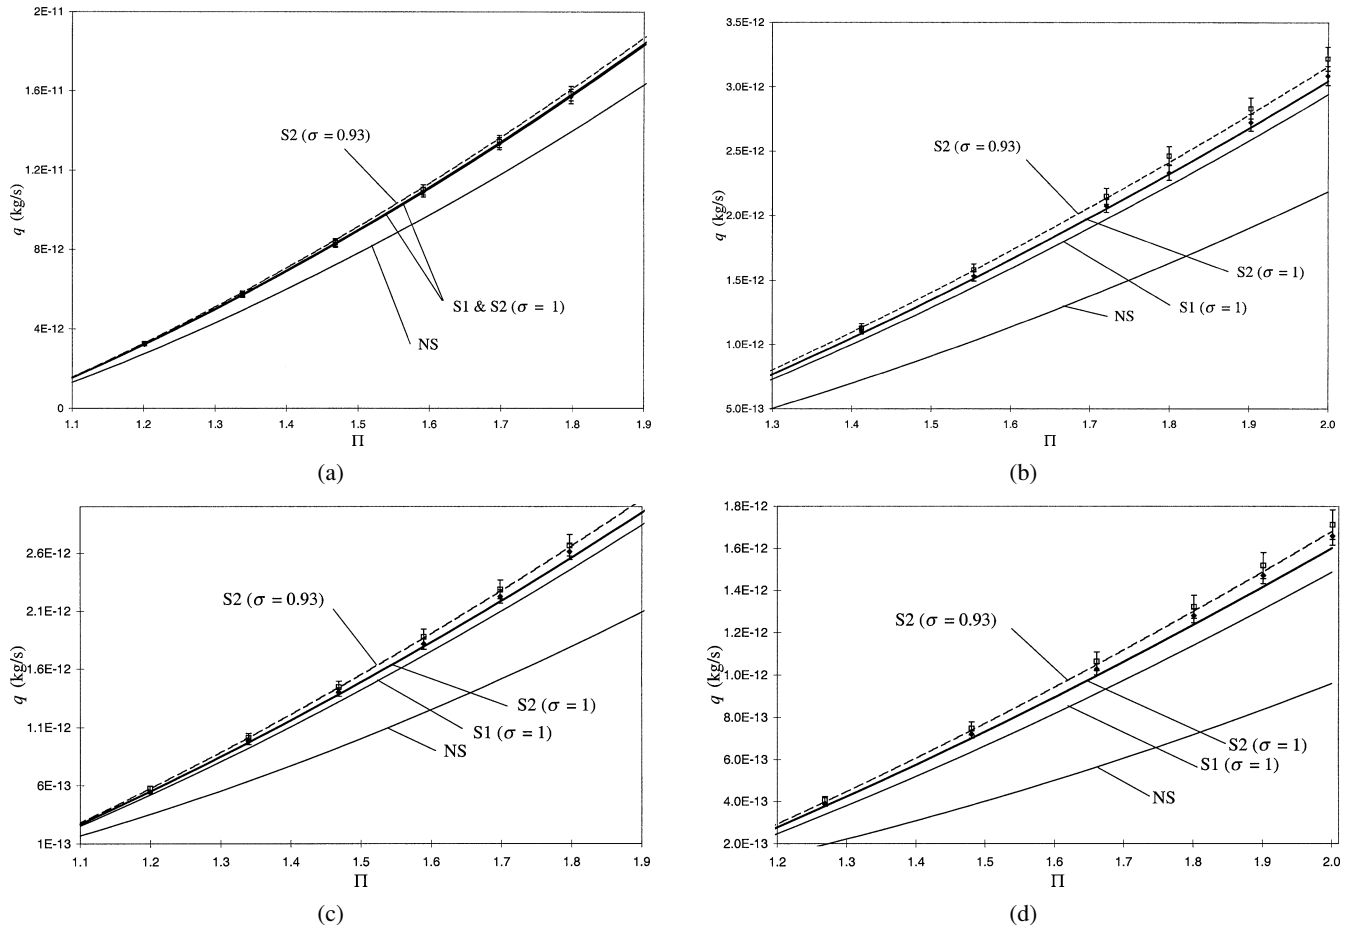 2E-11
1.6E-11
1.2E-11
8E-12
4E-12
0
q (kg/s)
S2 (σ = 0.93)
S1 & S2 (σ = 1)
NS
1.1 1.2 1.3 1.4 1.5 1.6 1.7 1.8 1.9
Π
(a)
3.5E-12
3.0E-12
2.5E-12
2.0E-12
1.5E-12
1.0E-12
5.0E-13
q (kg/s)
S2 (σ = 0.93)
S2 (σ = 1)
S1 (σ = 1)
NS
1.3 1.4 1.5 1.6 1.7 1.8 1.9 2.0
Π
(b)
2.6E-12
2.1E-12
1.6E-12
1.1E-12
6E-13
1E-13
q (kg/s)
S2 (σ = 0.93)
S2 (σ = 1)
S1 (σ = 1)
NS
1.1 1.2 1.3 1.4 1.5 1.6 1.7 1.8 1.9
Π
(c)
1.8E-12
1.6E-12
1.4E-12
1.2E-12
1.0E-12
8.0E-13
6.0E-13
4.0E-13
2.0E-13
q (kg/s)
S2 (σ = 0.93)
S2 (σ = 1)
S1 (σ = 1)
NS
1.2 1.3 1.4 1.5 1.6 1.7 1.8 1.9 2.0
Π
(d)